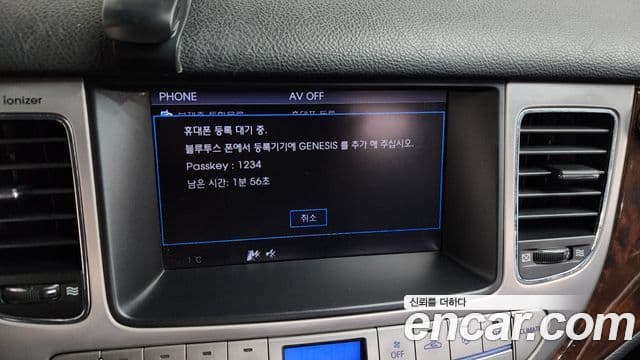 ionizer
PHONE AV OFF
휴대폰 등록 대기 중.
블루투스 폰에서 등록기기에 GENESIS 를 추가 해 주십시오.
Passkey : 1234
남은 시간: 1분 56초
취소
1℃
신뢰를 더하다
encar.com
OFF
CLIMATE